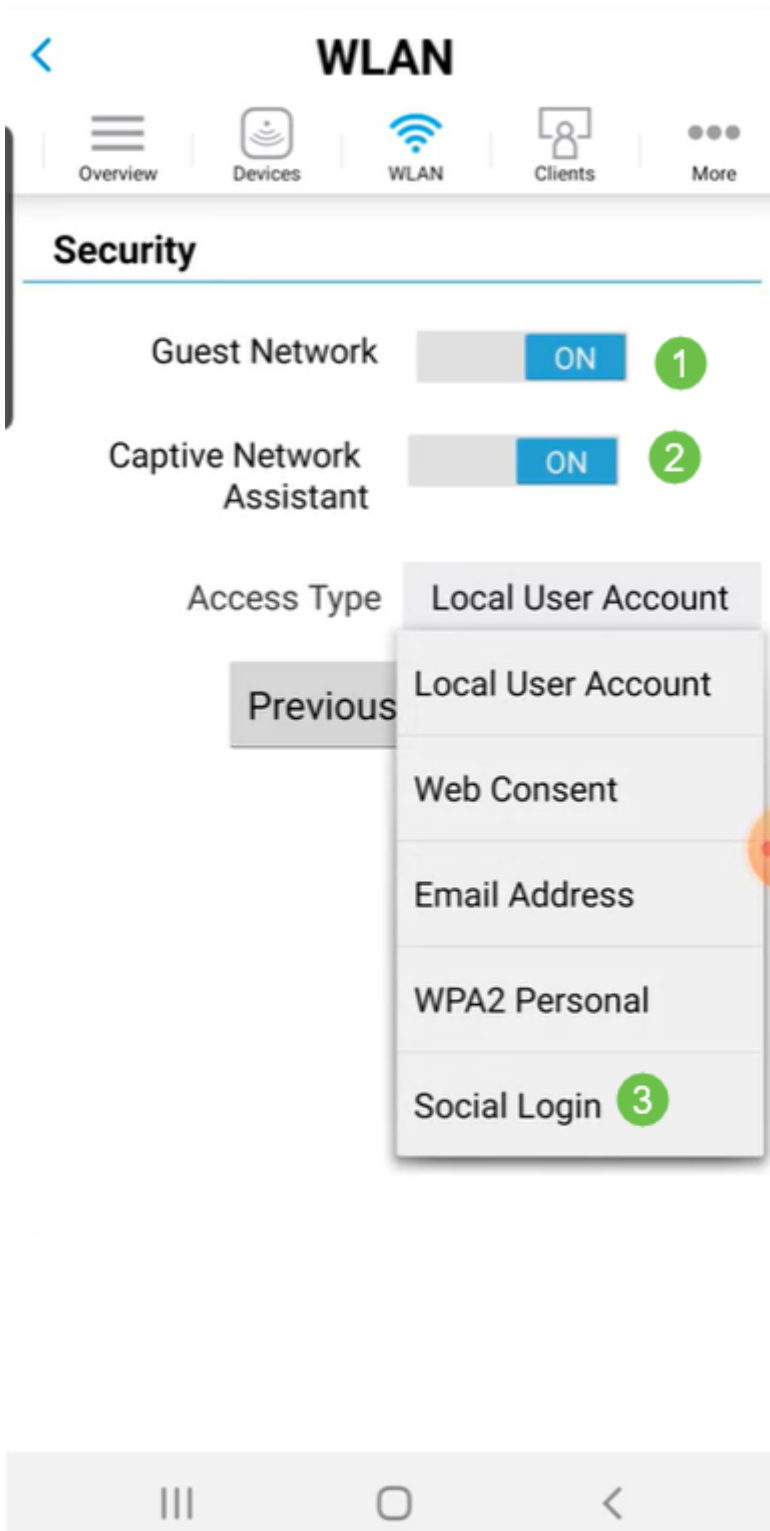 WLAN
Overview
Devices
WLAN
Clients
More
Security
Guest Network
ON
1
Captive Network
Assistant
ON
2
Access Type
Local User Account
Previous
Local User Account
Web Consent
Email Address
WPA2 Personal
Social Login
3